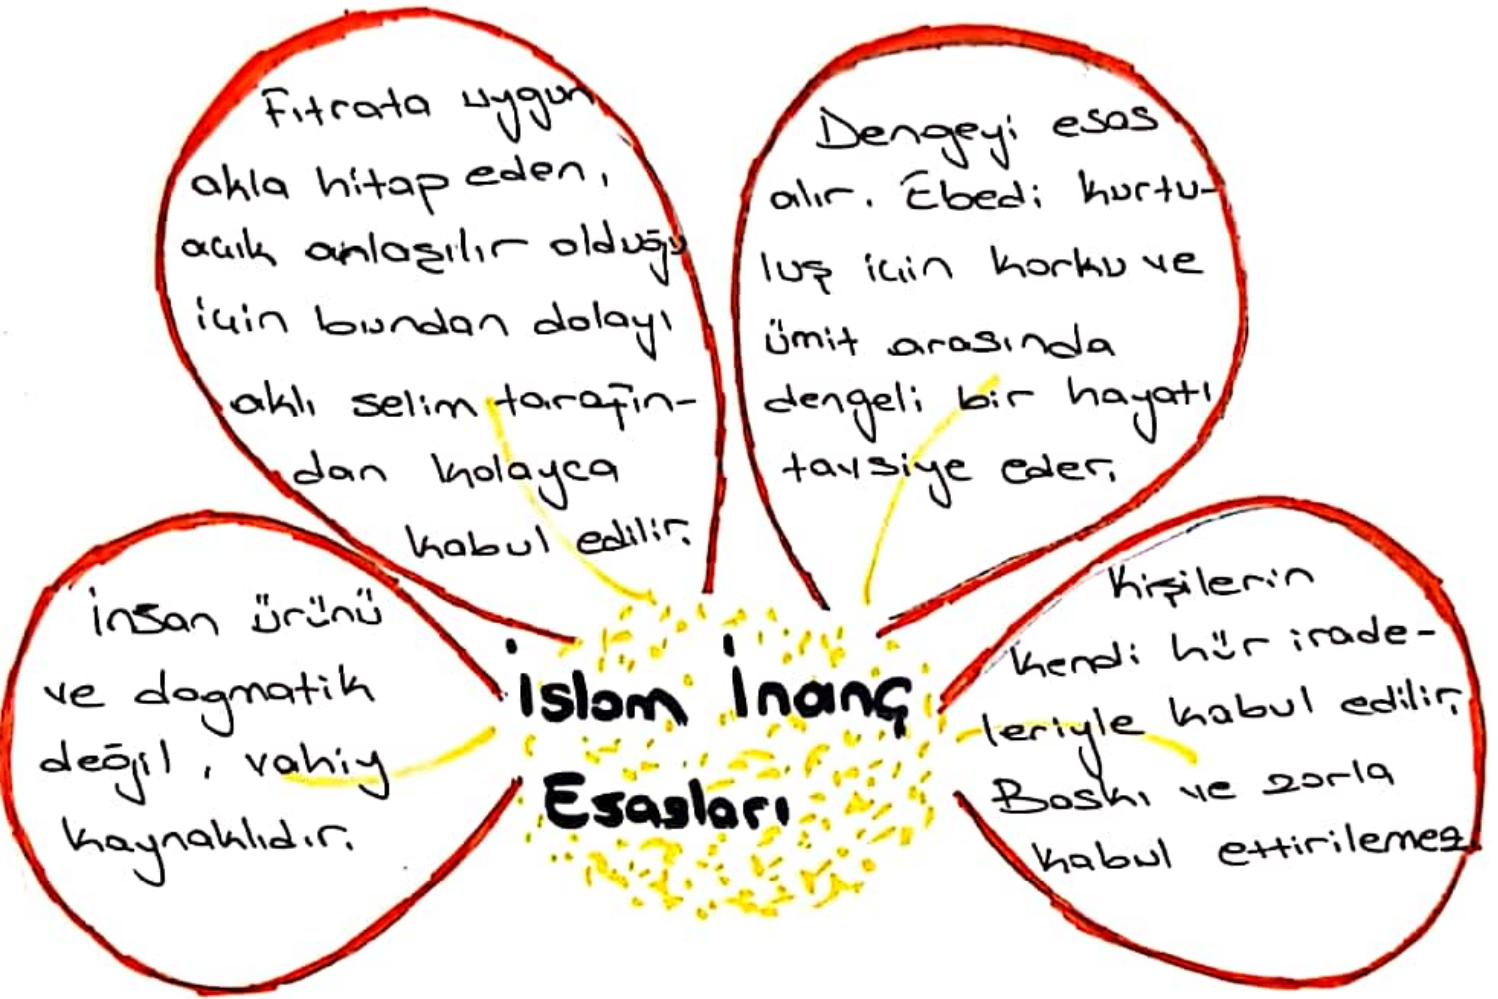 Fıtrata uygun
akla hitap eden,
açık anlaşılır olduğu
için bundan dolayı
aklı selim tarafın-
dan kolayca
kabul edilir.
Dengeyi esas
alır. Ebedi kurtu-
luş için korku ve
ümit arasında
dengeli bir hayatı
tavsiye eder.
İnsan ürünü
ve dogmatik
değil, vahiy
kaynaklıdır.
İslam İnanç
Esasları
Kişilerin
kendi hür irade-
leriyle kabul edilir.
Baskı ve zorla
kabul ettirilemez